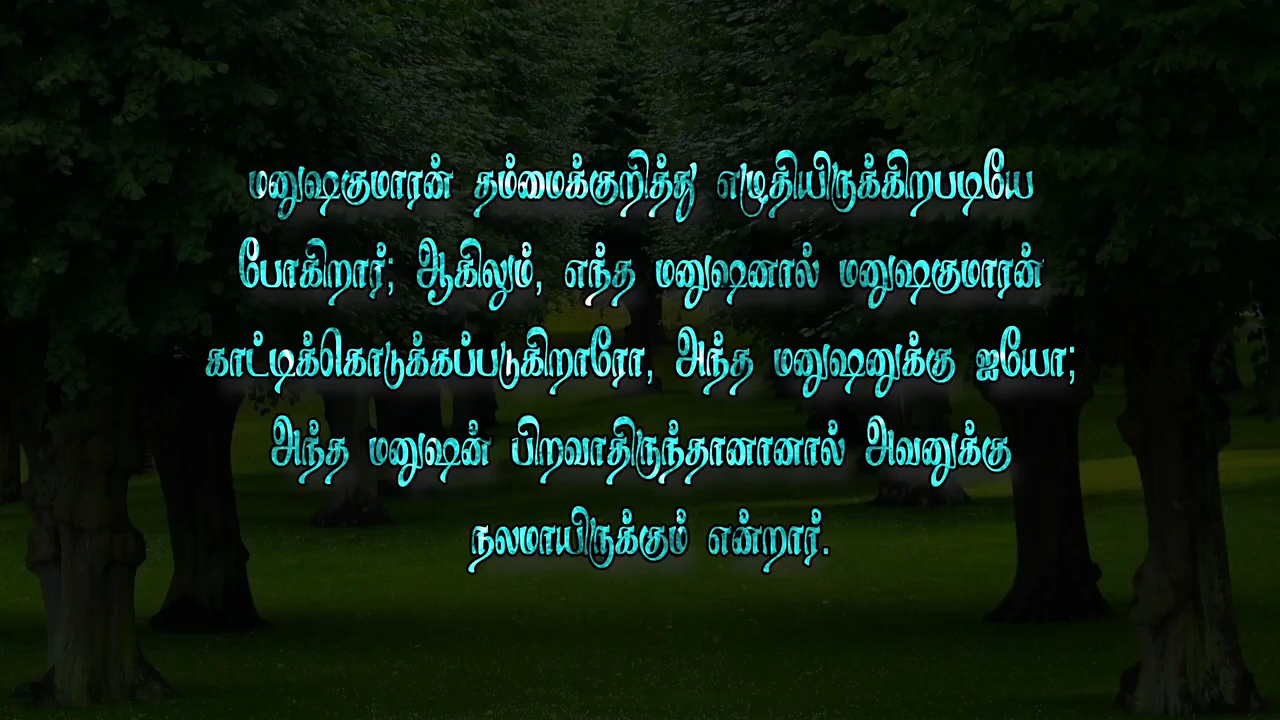 மனுஷகுமாரன் தம்மைக்குறித்து எழுதியிருக்கிறபடியே
போகிறார்; ஆகிலும், எந்த மனுஷனால் மனுஷகுமாரன்
காட்டிக்கொடுக்கப்படுகிறாரோ, அந்த மனுஷனுக்கு ஐயோ;
அந்த மனுஷன் பிறவாதிருந்தானானால் அவனுக்கு
நலமாயிருக்கும் என்றார்.